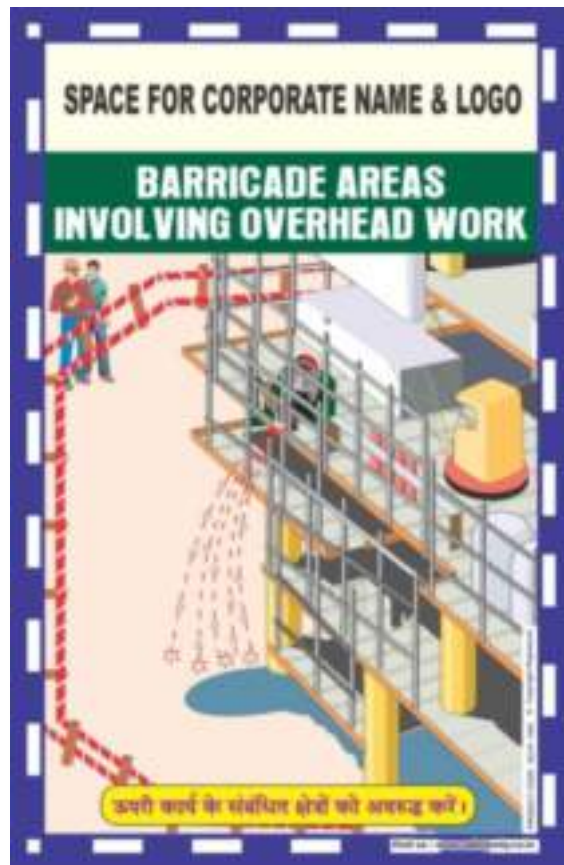 SPACE FOR CORPORATE NAME & LOGO
BARRICADE AREAS
INVOLVING OVERHEAD WORK
ऊपरी कार्य के संबंधित क्षेत्रों को अवरुद्ध करें।